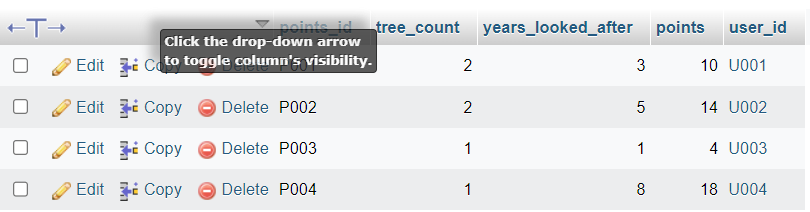 ←T→ points_id tree_count years_looked_after points user_id
Click the drop-down arrow
to toggle column's visibility.
Edit Copy Delete P001 2 3 10 U001
Edit Copy Delete P002 2 5 14 U002
Edit Copy Delete P003 1 1 4 U003
Edit Copy Delete P004 1 8 18 U004